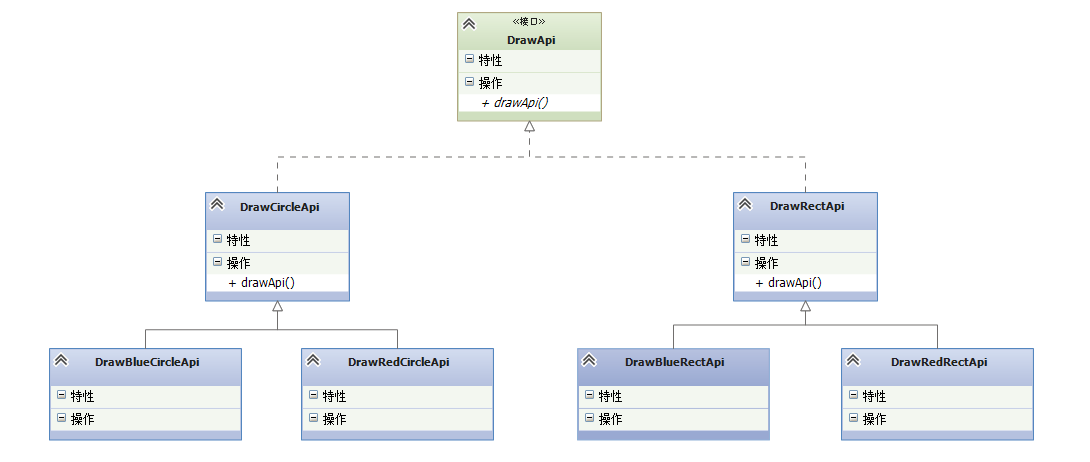 «接口»
DrawApi
特性
操作
+ drawApi()
DrawCircleApi
特性
操作
+ drawApi()
DrawRectApi
特性
操作
+ drawApi()
DrawBlueCircleApi
特性
操作
DrawRedCircleApi
特性
操作
DrawBlueRectApi
特性
操作
DrawRedRectApi
特性
操作